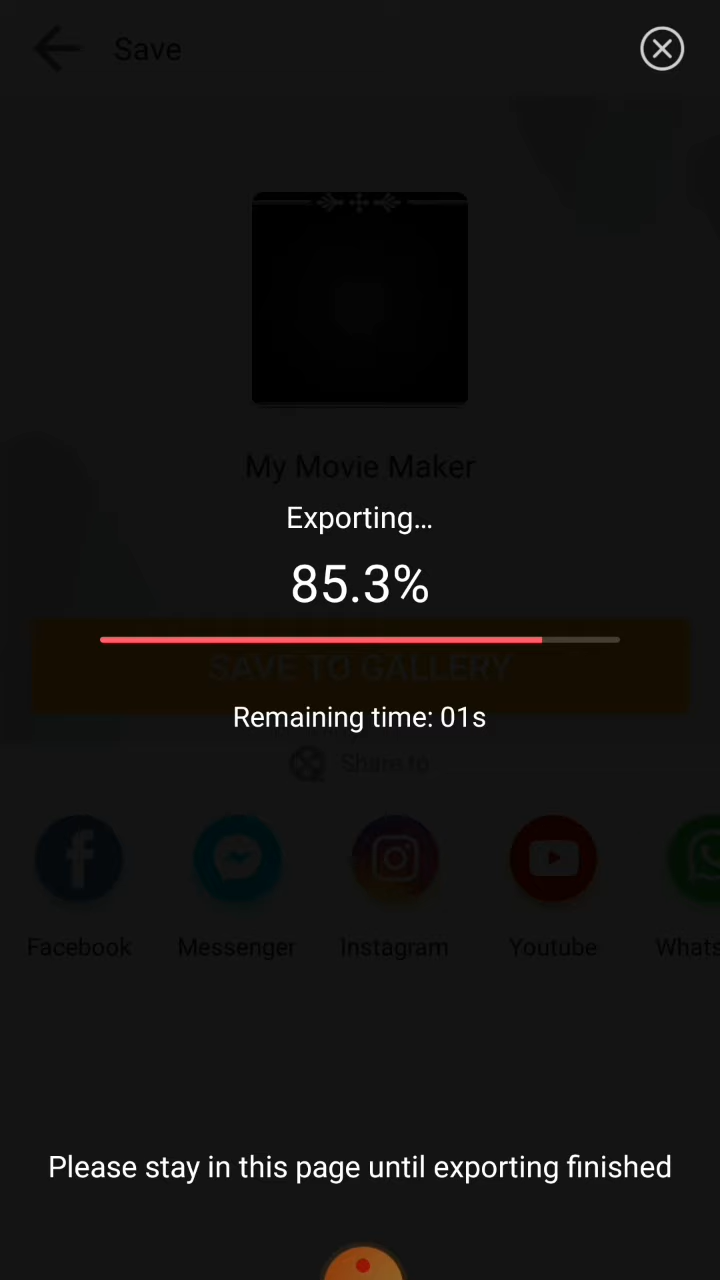 Save
My Movie Maker
Exporting...
85.3%
SAVE TO GALLERY
Remaining time: 01s
Share to
Facebook
Messenger
Instagram
Youtube
Whats
Please stay in this page until exporting finished